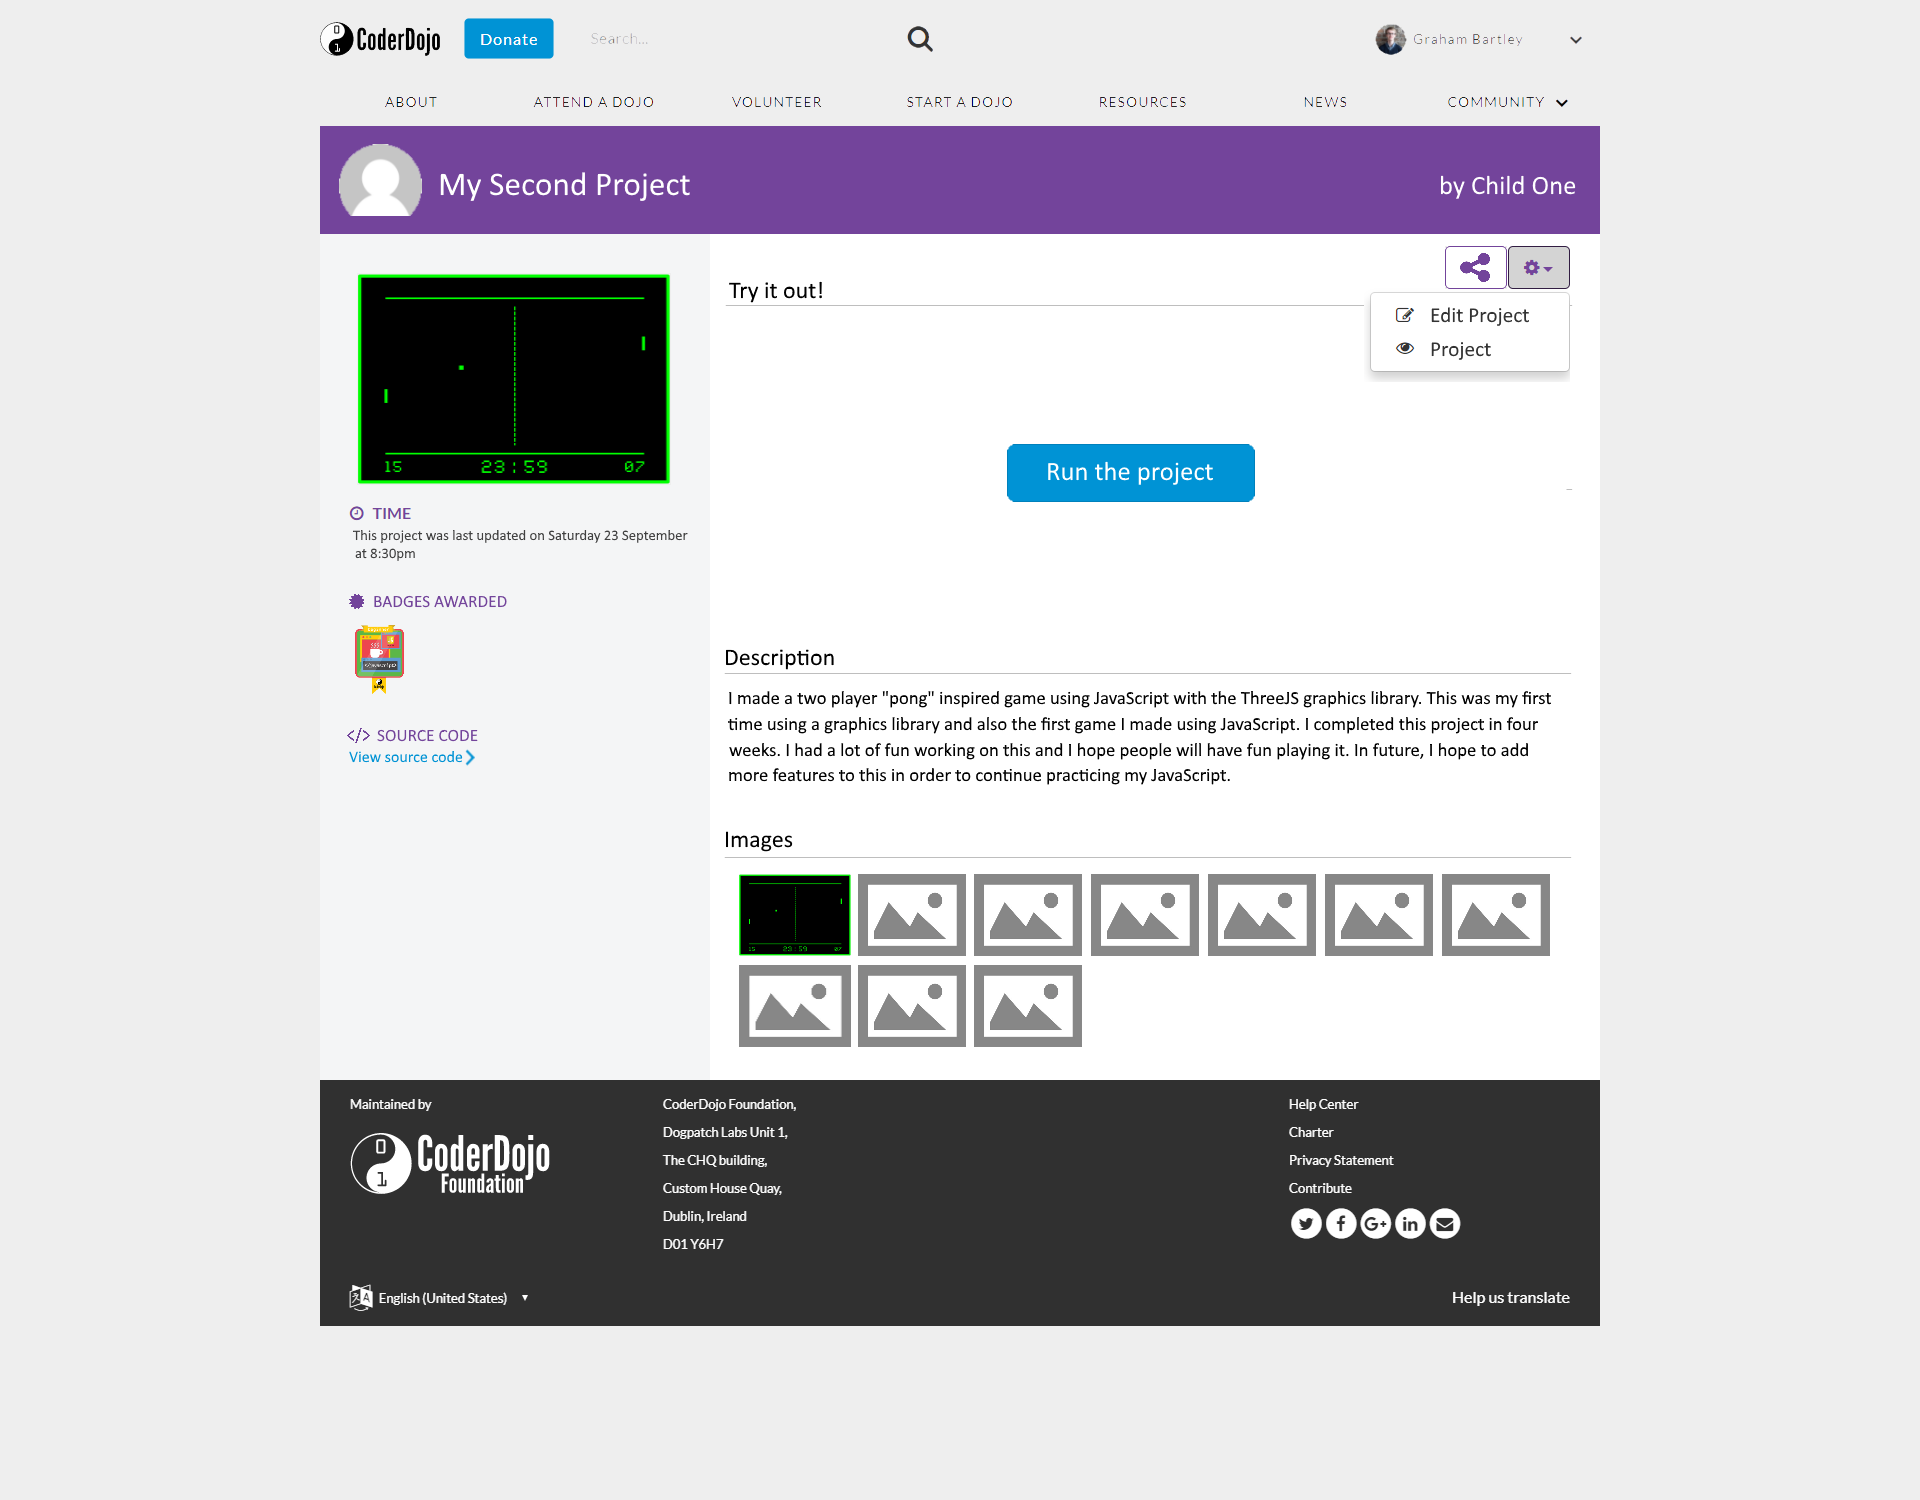 CoderDojo
Donate
Search...
Graham Bartley
ABOUT
ATTEND A DOJO
VOLUNTEER
START A DOJO
RESOURCES
NEWS
COMMUNITY
My Second Project
by Child One
Try it out!
Edit Project
Project
15 23:59 07
Run the project
TIME
This project was last updated on Saturday 23 September
at 8:30pm
BADGES AWARDED
SOURCE CODE
View source code
Description
I made a two player "pong" inspired game using JavaScript with the ThreeJS graphics library. This was my first
time using a graphics library and also the first game I made using JavaScript. I completed this project in four
weeks. I had a lot of fun working on this and I hope people will have fun playing it. In future, I hope to add
more features to this in order to continue practicing my JavaScript.
Images
15 23:59 07
Maintained by
CoderDojo
Foundation
CoderDojo Foundation,
Dogpatch Labs Unit 1,
The CHQ building,
Custom House Quay,
Dublin, Ireland
D01 Y6H7
Help Center
Charter
Privacy Statement
Contribute
English (United States)
Help us translate